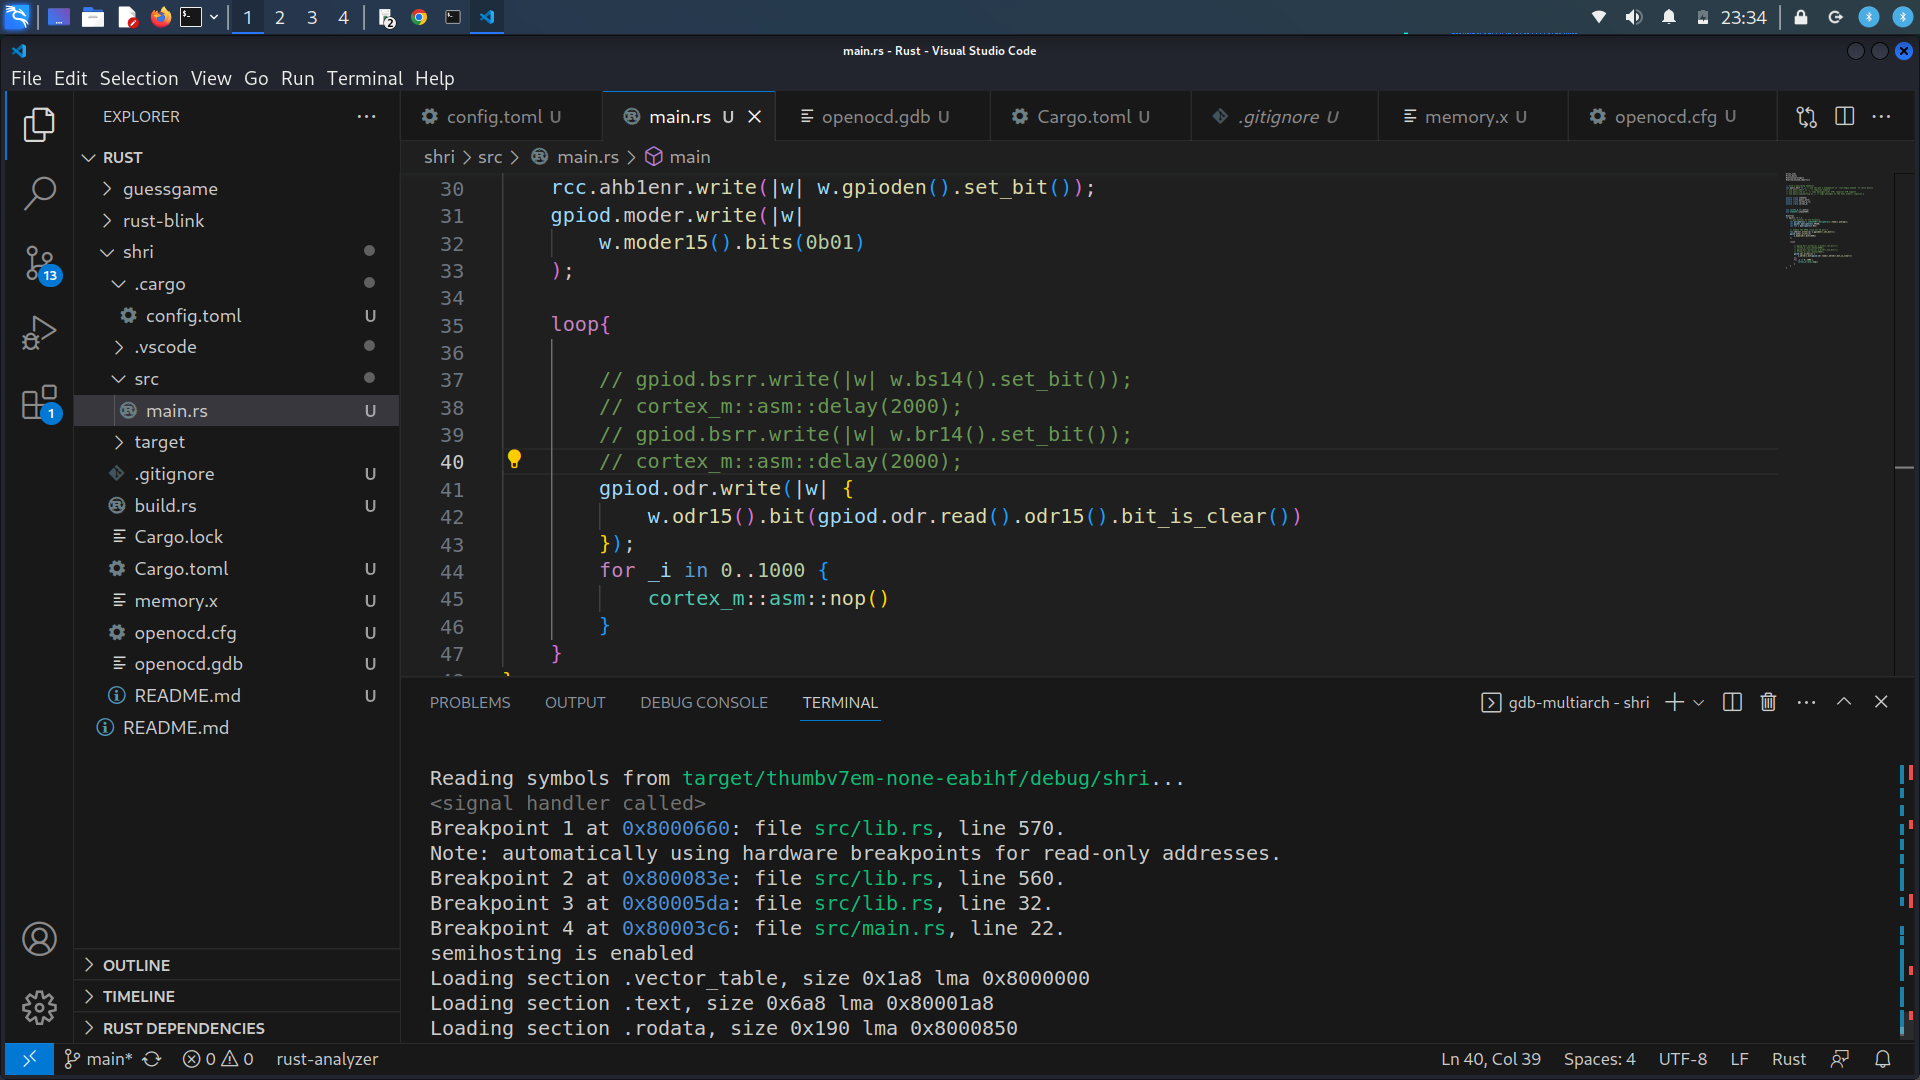 1 2 3 4
2
23:34
main.rs - Rust - Visual Studio Code
File Edit Selection View Go Run Terminal Help
EXPLORER
RUST
guessgame
rust-blink
shri
.cargo
config.toml U
.vscode
src
main.rs U
target
.gitignore U
build.rs U
Cargo.lock
Cargo.toml U
memory.x U
openocd.cfg U
openocd.gdb U
README.md U
README.md
OUTLINE
TIMELINE
RUST DEPENDENCIES
13
1
config.toml U main.rs U openocd.gdb U Cargo.toml U .gitignore U memory.x U openocd.cfg U
shri > src > main.rs > main
30 rcc.ahb1enr.write(|w| w.gpioden().set_bit());
31 gpiod.moder.write(|w|
32 w.moder15().bits(0b01)
33 );
34
35 loop{
36
37 // gpiod.bsrr.write(|w| w.bs14().set_bit());
38 // cortex_m::asm::delay(2000);
39 // gpiod.bsrr.write(|w| w.br14().set_bit());
40 // cortex_m::asm::delay(2000);
41 gpiod.odr.write(|w| {
42 w.odr15().bit(gpiod.odr.read().odr15().bit_is_clear())
43 });
44 for _i in 0..1000 {
45 cortex_m::asm::nop()
46 }
47 }
PROBLEMS OUTPUT DEBUG CONSOLE TERMINAL
gdb-multiarch - shri
Reading symbols from target/thumbv7em-none-eabihf/debug/shri...
<signal handler called>
Breakpoint 1 at 0x8000660: file src/lib.rs, line 570.
Note: automatically using hardware breakpoints for read-only addresses.
Breakpoint 2 at 0x800083e: file src/lib.rs, line 560.
Breakpoint 3 at 0x80005da: file src/lib.rs, line 32.
Breakpoint 4 at 0x80003c6: file src/main.rs, line 22.
semihosting is enabled
Loading section .vector_table, size 0x1a8 lma 0x8000000
Loading section .text, size 0x6a8 lma 0x80001a8
Loading section .rodata, size 0x190 lma 0x8000850
main* 0 0 rust-analyzer
Ln 40, Col 39 Spaces: 4 UTF-8 LF Rust